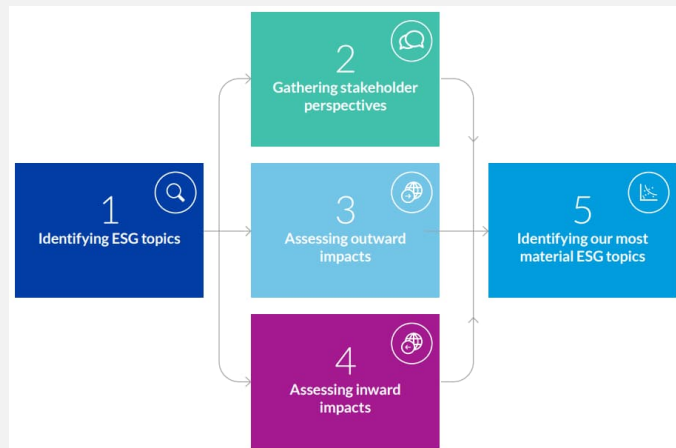 1
Identifying ESG topics
2
Gathering stakeholder
perspectives
3
Assessing outward
impacts
4
Assessing inward
impacts
5
Identifying our most
material ESG topics